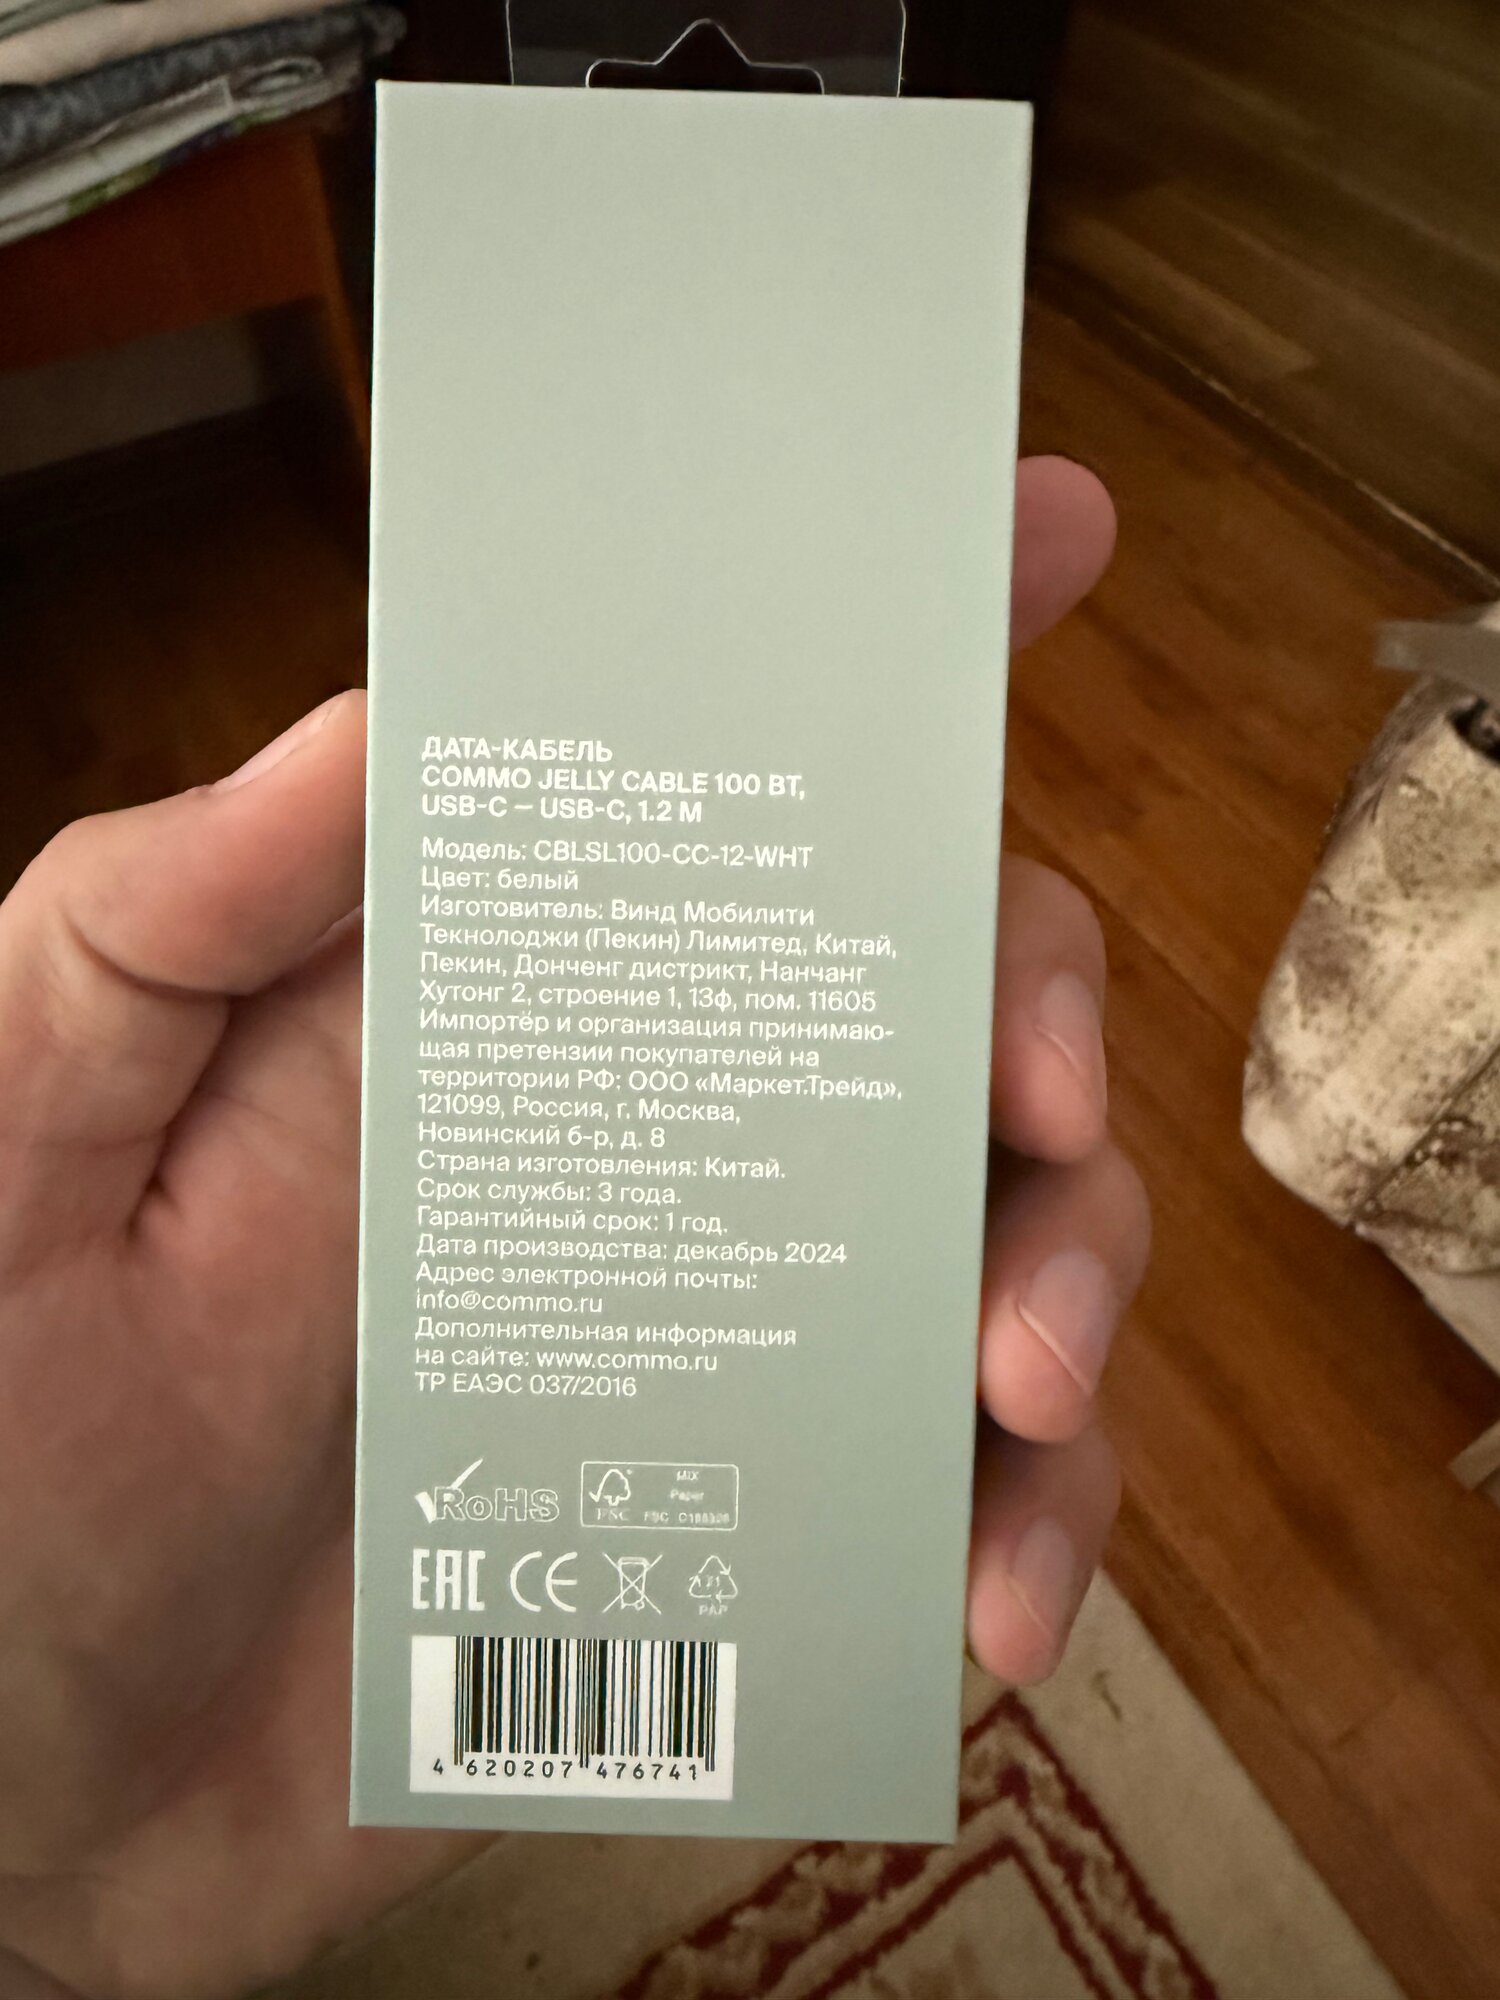 ДАТА-КАБЕЛЬ
COMMO JELLY CABLE 100 ВТ,
USB-C – USB-C, 1.2 М
Модель: CBLSL100-CC-12-WHT
Цвет: белый
Изготовитель: Винд Мобилити
Текнолоджи (Пекин) Лимитед, Китай,
Пекин, Донченг дистрикт, Нанчанг
Хутонг 2, строение 1, 13ф, пом. 11605
Импортёр и организация принимаю-
щая претензии покупателей на
территории РФ: ООО «Маркет.Трейд»,
121099, Россия, г. Москва,
Новинский б-р, д. 8
Страна изготовления: Китай.
Срок службы: 3 года.
Гарантийный срок: 1 год.
Дата производства: декабрь 2024
Адрес электронной почты:
info@commo.ru
Дополнительная информация
на сайте: www.commo.ru
ТР ЕАЭС 037/2016
RoHS
MIX
Paper
FSC FSC
EAC CE
PAP
4 620207 476741